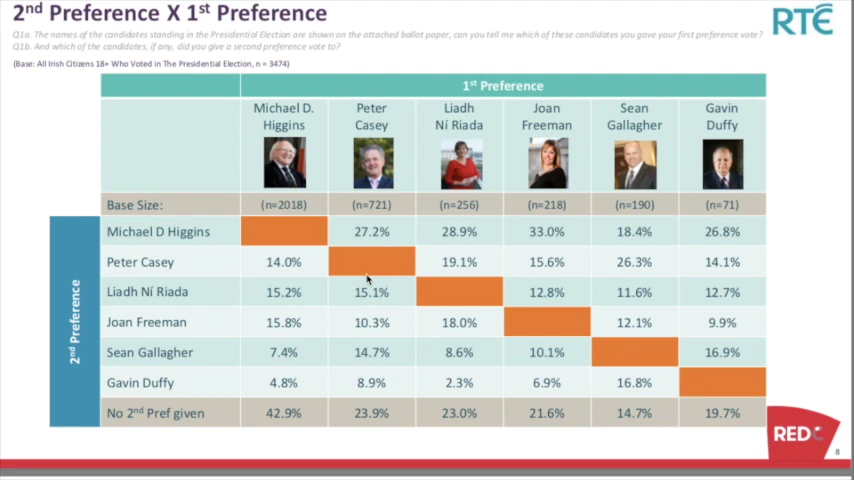 2nd Preference X 1st Preference
RTÉ
Q1a. The names of the candidates standing in the Presidential Election are shown on the attached ballot paper, can you tell me which of these candidates you gave your first preference vote?
Q1b. And which of the candidates, if any, did you give a second preference vote to?
(Base: All Irish Citizens 18+ Who Voted in The Presidential Election, n = 3474)
1st Preference
Michael D. Higgins Peter Casey Liadh Ní Riada Joan Freeman Sean Gallagher Gavin Duffy
Base Size: (n=2018) (n=721) (n=256) (n=218) (n=190) (n=71)
2nd Preference
Michael D Higgins 27.2% 28.9% 33.0% 18.4% 26.8%
Peter Casey 14.0% 19.1% 15.6% 26.3% 14.1%
Liadh Ní Riada 15.2% 15.1% 12.8% 11.6% 12.7%
Joan Freeman 15.8% 10.3% 18.0% 12.1% 9.9%
Sean Gallagher 7.4% 14.7% 8.6% 10.1% 16.9%
Gavin Duffy 4.8% 8.9% 2.3% 6.9% 16.8%
No 2nd Pref given 42.9% 23.9% 23.0% 21.6% 14.7% 19.7%
RED C
8